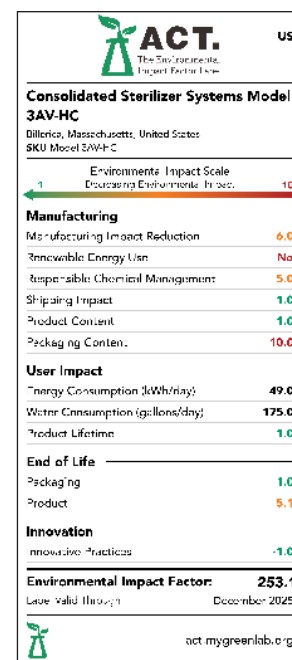 ACT.
US
The Environmental
Impact Factor Label
Consolidated Sterilizer Systems Model
3AV-HC
Billerica, Massachusetts, United States
SKU Model 3AV-HC
Environmental Impact Scale
1 Decreasing Environmental Impact 10
Manufacturing
Manufacturing Impact Reduction 6.0
Renewable Energy Use No
Responsible Chemical Management 5.0
Shipping Impact 1.0
Product Content 1.0
Packaging Content 10.0
User Impact
Energy Consumption (kWh/day) 49.0
Water Consumption (gallons/day) 175.0
Product Lifetime 1.0
End of Life
Packaging 1.0
Product 5.1
Innovation
Innovative Practices -1.0
Environmental Impact Factor: 253.1
Label Valid Through December 2025
act.mygreenlab.org